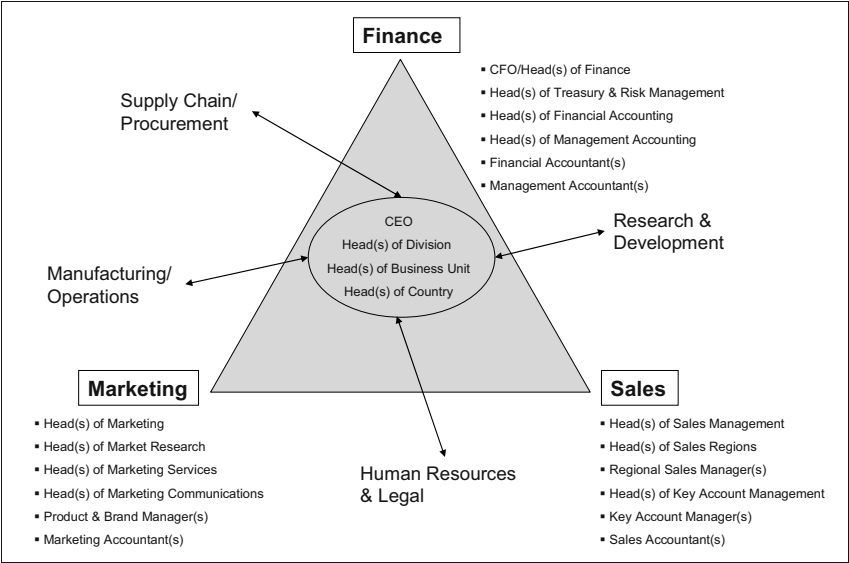 Finance
▪ CFO/Head(s) of Finance
▪ Head(s) of Treasury & Risk Management
▪ Head(s) of Financial Accounting
▪ Head(s) of Management Accounting
▪ Financial Accountant(s)
▪ Management Accountant(s)
Supply Chain/
Procurement
Research &
Development
CEO
Head(s) of Division
Head(s) of Business Unit
Head(s) of Country
Manufacturing/
Operations
Marketing
▪ Head(s) of Marketing
▪ Head(s) of Market Research
▪ Head(s) of Marketing Services
▪ Head(s) of Marketing Communications
▪ Product & Brand Manager(s)
▪ Marketing Accountant(s)
Human Resources
& Legal
Sales
▪ Head(s) of Sales Management
▪ Head(s) of Sales Regions
▪ Regional Sales Manager(s)
▪ Head(s) of Key Account Management
▪ Key Account Manager(s)
▪ Sales Accountant(s)